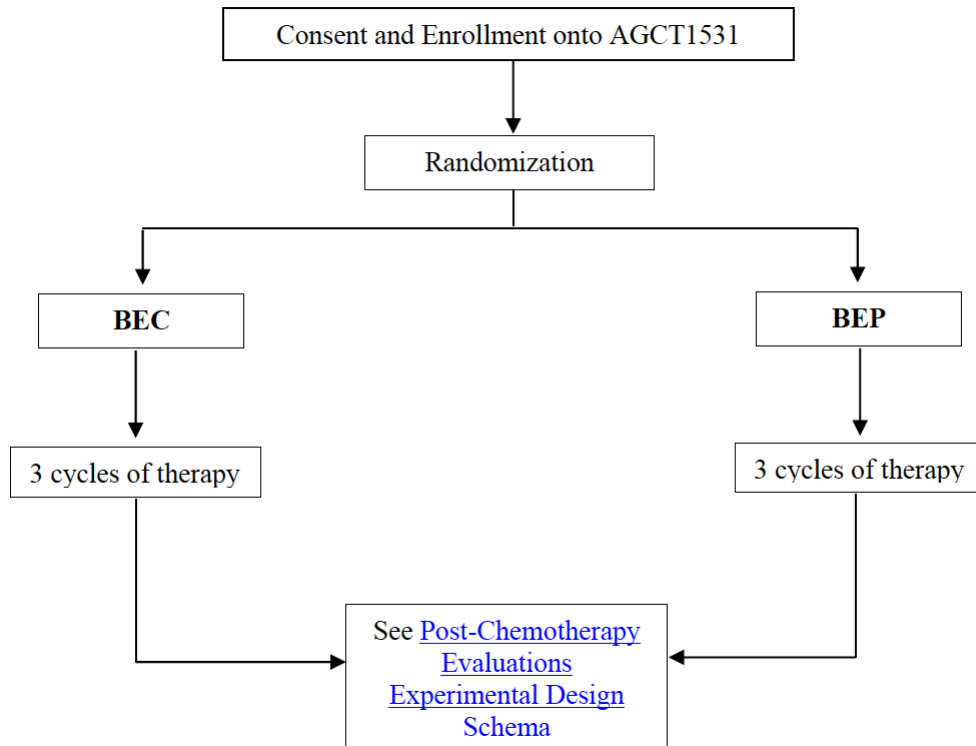 Consent and Enrollment onto AGCT1531
Randomization
BEC
BEP
3 cycles of therapy
3 cycles of therapy
See Post-Chemotherapy
Evaluations
Experimental Design
Schema